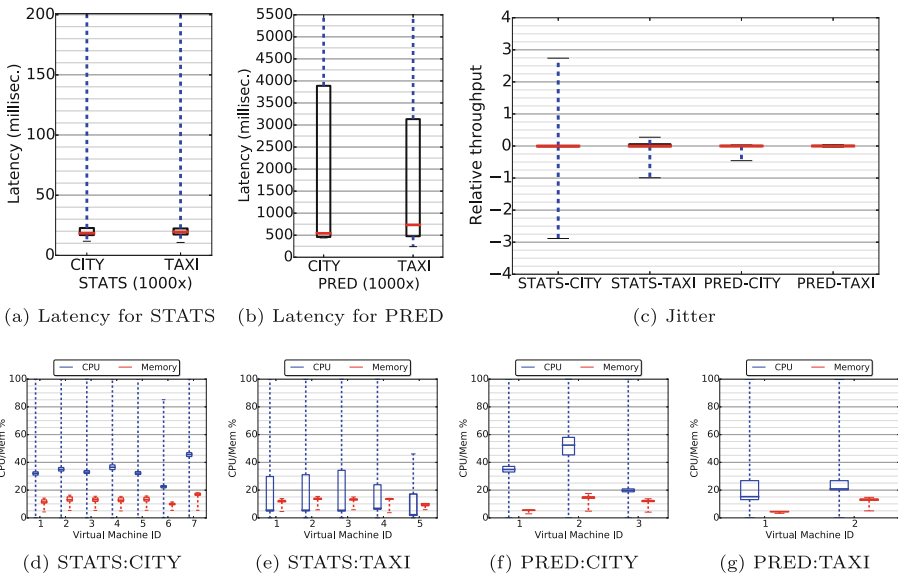 Latency (millisec.)
200
150
100
50
0
CITY
TAXI
STATS (1000x)
(a) Latency for STATS
Latency (millisec.)
5500
5000
4500
4000
3500
3000
2500
2000
1500
1000
500
0
CITY
TAXI
PRED (1000x)
(b) Latency for PRED
Relative throughput
4
3
2
1
0
−1
−2
−3
−4
STATS-CITY
STATS-TAXI
PRED-CITY
PRED-TAXI
(c) Jitter
CPU
Memory
CPU/Mem %
100
80
60
40
20
0
1 2 3 4 5 6 7
Virtual Machine ID
(d) STATS:CITY
CPU
Memory
CPU/Mem %
100
80
60
40
20
0
1 2 3 4 5
Virtual Machine ID
(e) STATS:TAXI
CPU
Memory
CPU/Mem %
100
80
60
40
20
0
1 2 3
Virtual Machine ID
(f) PRED:CITY
CPU
Memory
CPU/Mem %
100
80
60
40
20
0
1 2
Virtual Machine ID
(g) PRED:TAXI